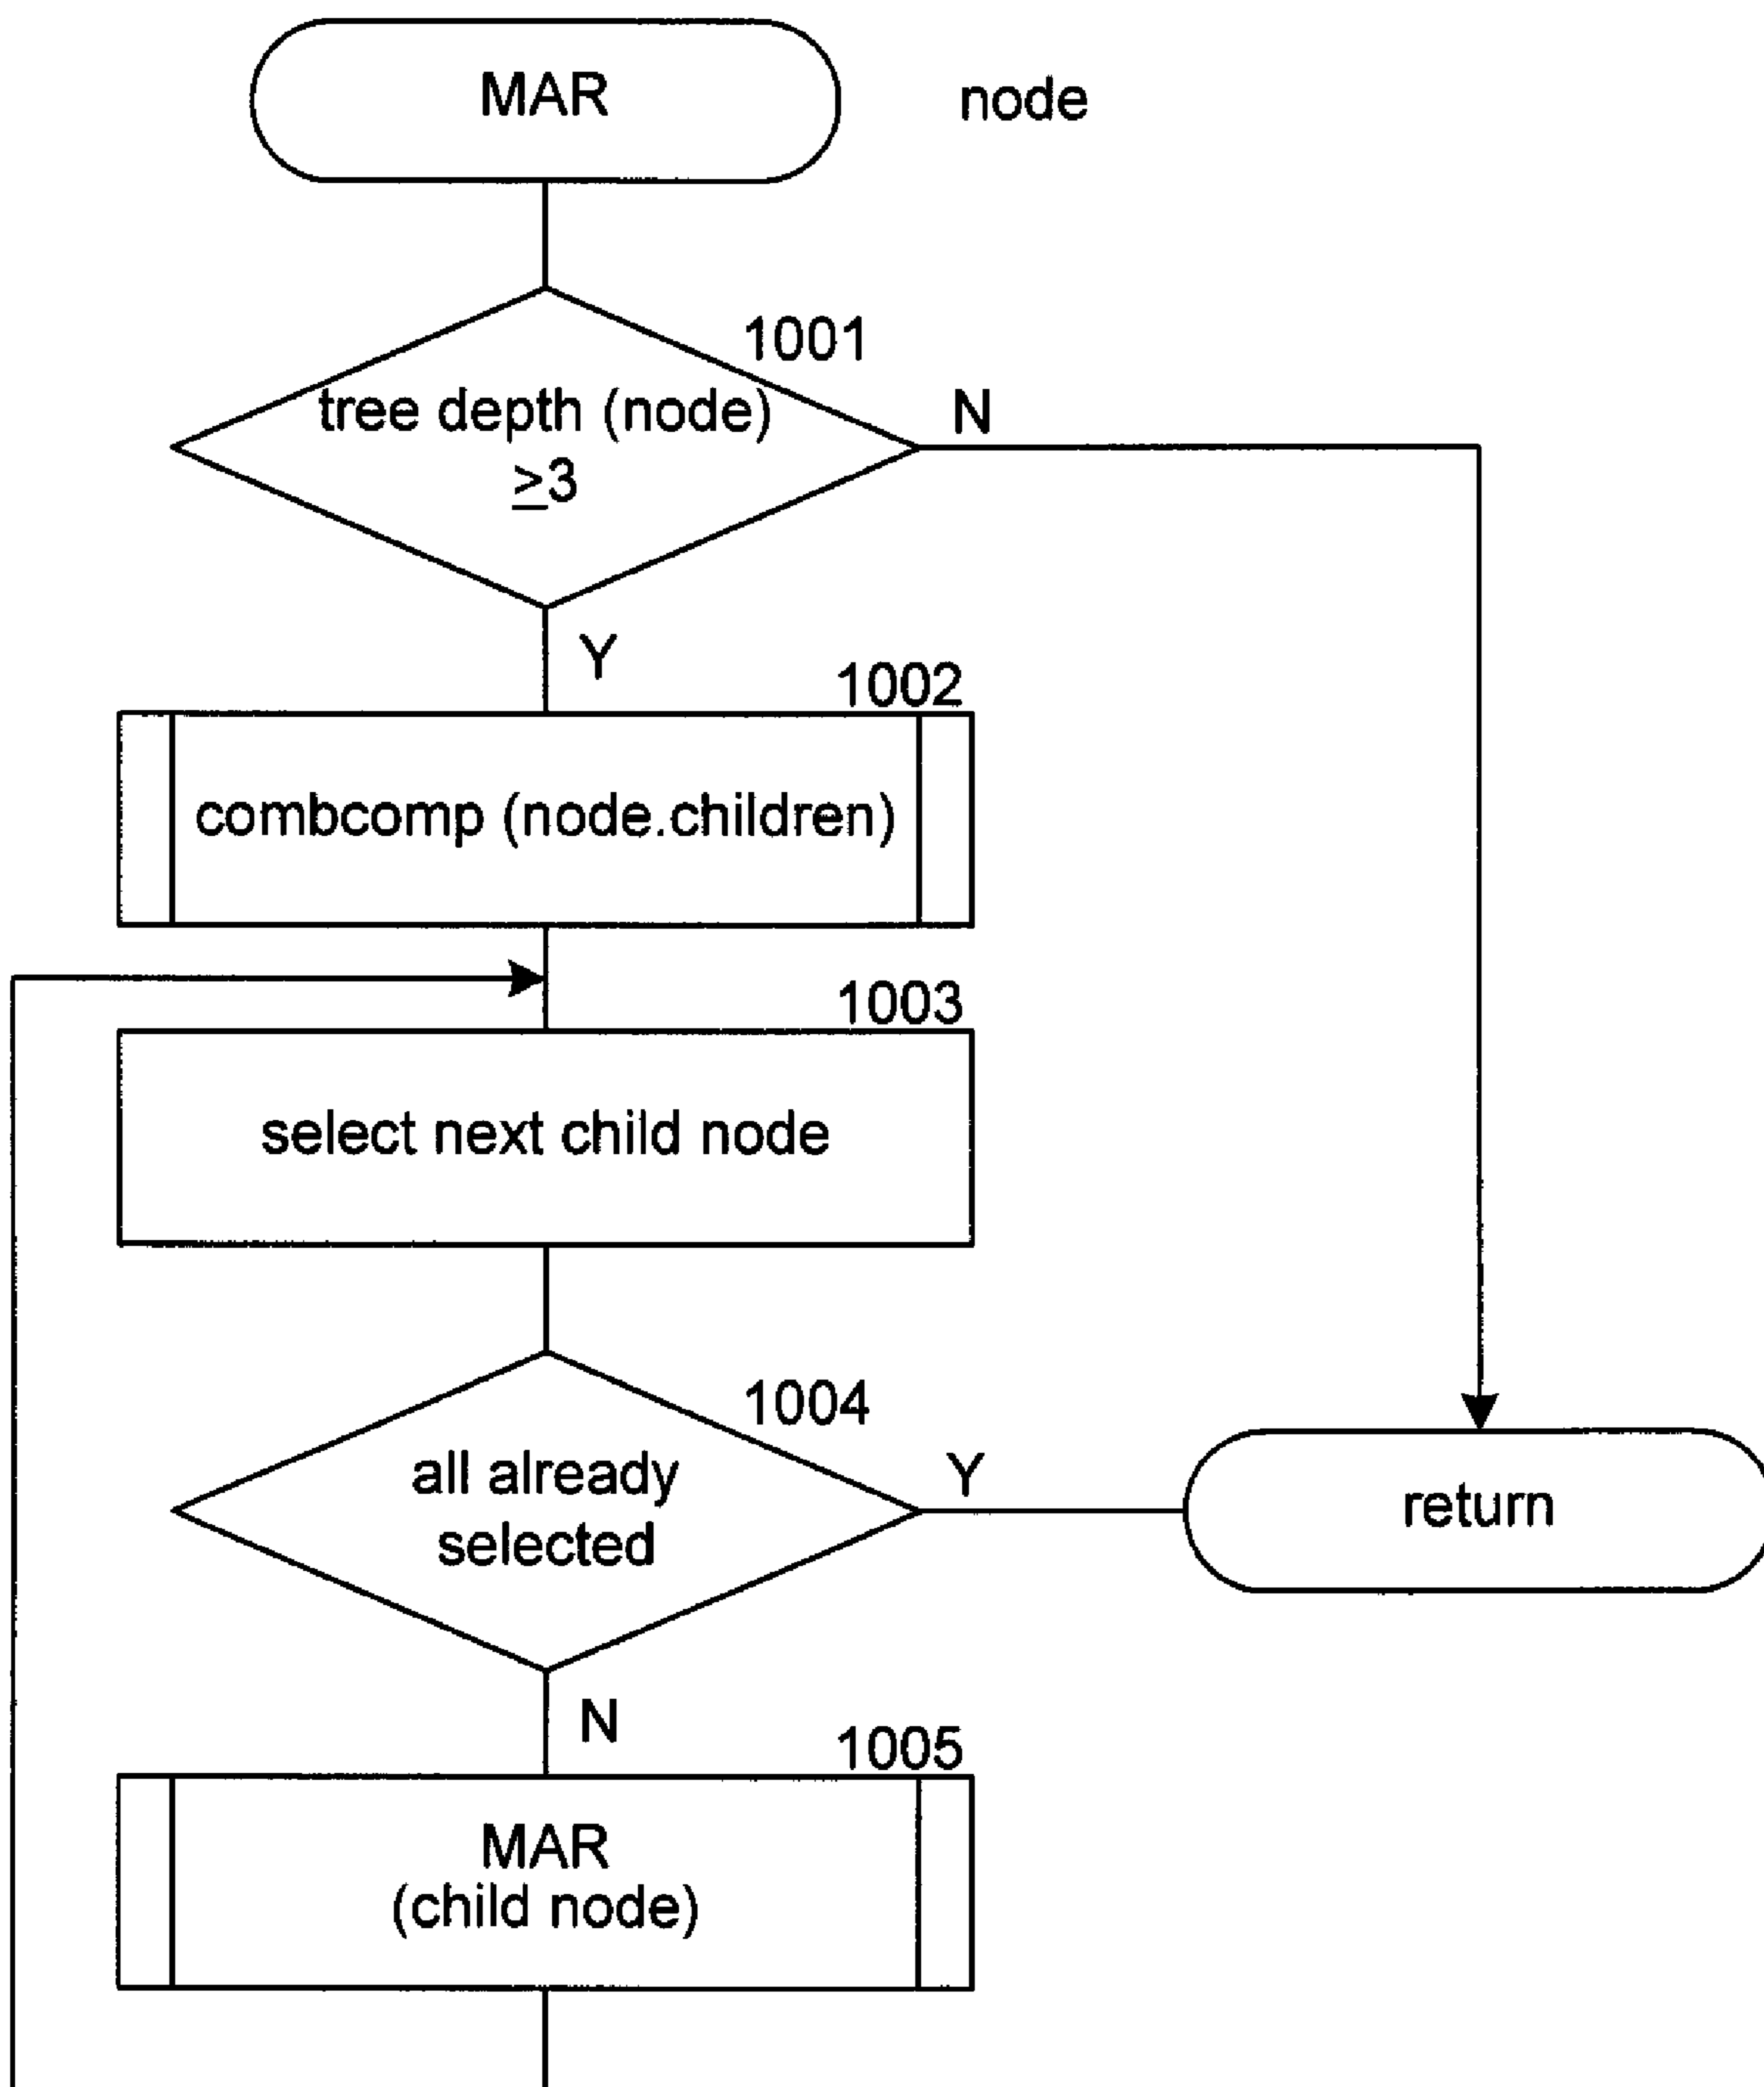 MAR
node
1001
tree depth (node)
≥3
N
Y
1002
combcomp (node.children)
1003
select next child node
1004
all already
selected
Y
return
N
1005
MAR
(child node)